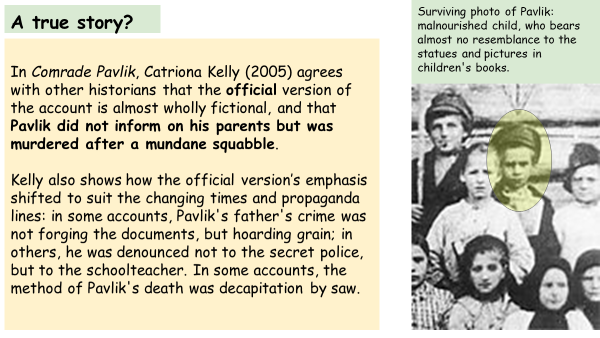 A true story?
In Comrade Pavlik, Catriona Kelly (2005) agrees
with other historians that the official version of
the account is almost wholly fictional, and that
Pavlik did not inform on his parents but was
murdered after a mundane squabble.
Kelly also shows how the official version's emphasis
shifted to suit the changing times and propaganda
lines: in some accounts, Pavlik's father's crime was
not forging the documents, but hoarding grain; in
others, he was denounced not to the secret police,
but to the schoolteacher. In some accounts, the
method of Pavlik's death was decapitation by saw.
Surviving photo of Pavlik:
malnourished child, who bears
almost no resemblance to the
statues and pictures in
children's books.